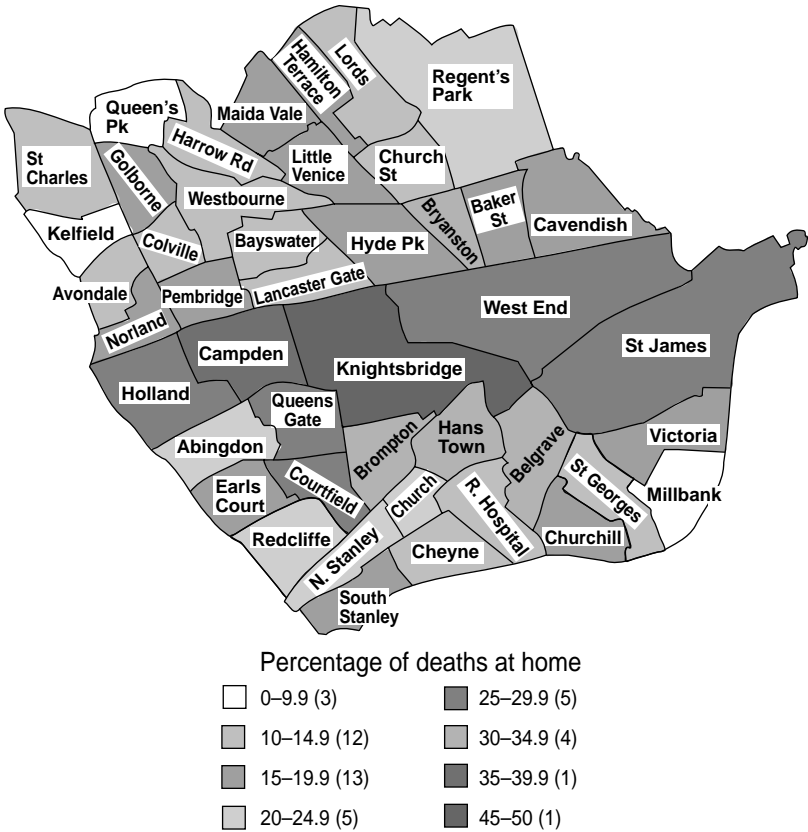 Hamilton
Terrace
Lords
Regent's
Park
Queen's
Pk
Maida Vale
Harrow Rd
St
Charles
Golborne
Little
Venice
Church
St
Westbourne
Bryanston
Baker
St
Cavendish
Kelfield
Colville
Bayswater
Hyde Pk
Avondale
Pembridge
Lancaster Gate
West End
Norland
St James
Campden
Knightsbridge
Holland
Queens
Gate
Abingdon
Brompton
Hans
Town
Belgrave
Victoria
Earls
Court
Courtfield
Church
R. Hospital
St Georges
Millbank
Redcliffe
N. Stanley
Cheyne
Churchill
South
Stanley
Percentage of deaths at home
0–9.9 (3)
10–14.9 (12)
15–19.9 (13)
20–24.9 (5)
25–29.9 (5)
30–34.9 (4)
35–39.9 (1)
45–50 (1)